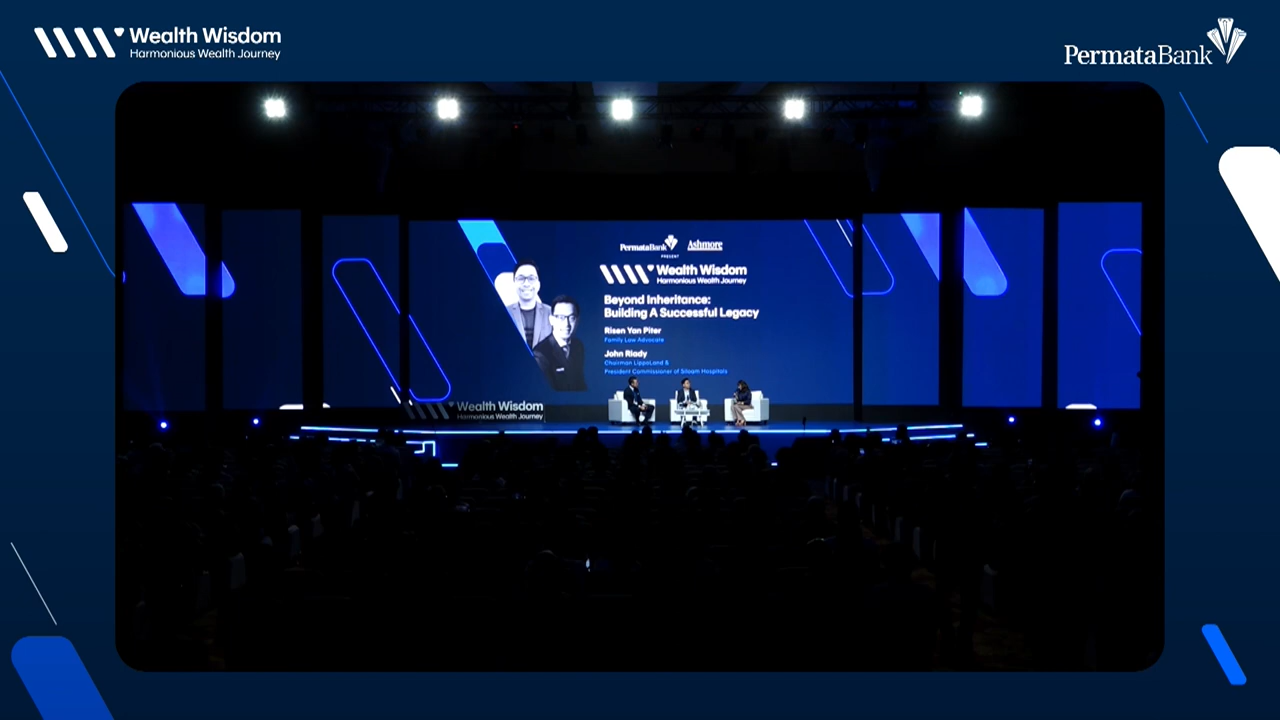 Wealth Wisdom
Harmonious Wealth Journey
PermataBank
PermataBank Ashmore
PRESENT
Wealth Wisdom
Harmonious Wealth Journey
Beyond Inheritance:
Building A Successful Legacy
Risen Yan Piter
Family Law Advocate
John Riady
Chairman LippoLand &
President Commissioner of Siloam Hospitals
Wealth Wisdom
Harmonious Wealth Journey